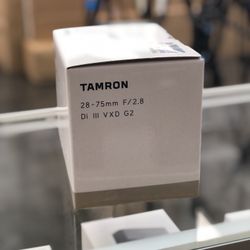 TAMRON
28-75mm F/2.8
Di III VXD G2